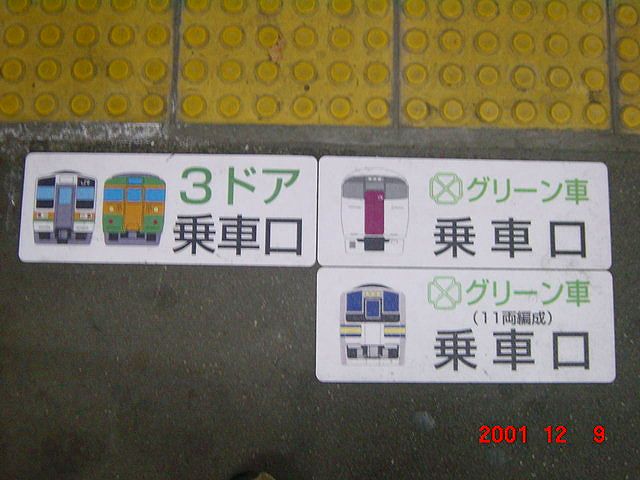 3ドア
乗車口
グリーン車
乗車口
グリーン車
(11両編成)
乗車口
2001 12 9